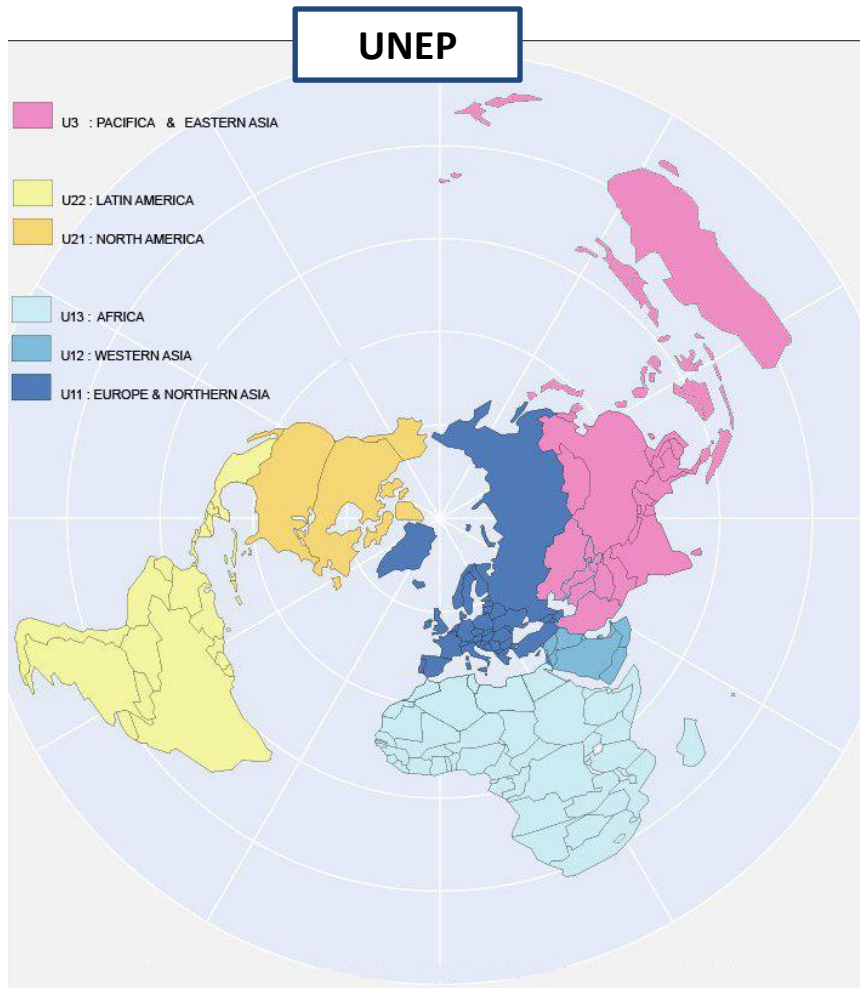 UNEP
U3 : PACIFICA & EASTERN ASIA
U22 : LATIN AMERICA
U21 : NORTH AMERICA
U13 : AFRICA
U12 : WESTERN ASIA
U11 : EUROPE & NORTHERN ASIA